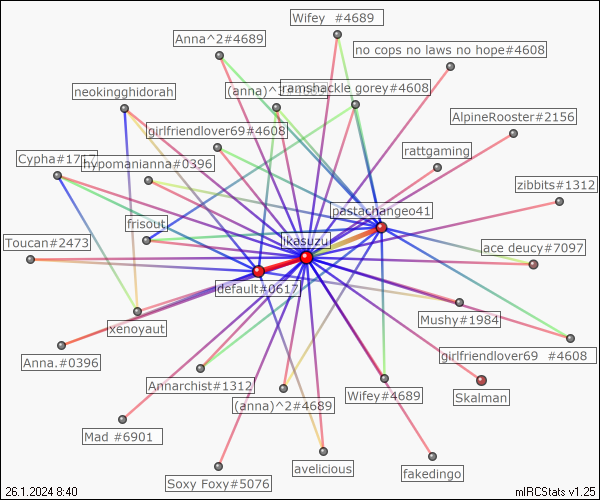 Wifey  #4689
Anna^2#4689
no cops no laws no hope#4608
neokingghidorah
(anna)^
ramshackle gorey#4608
AlpineRooster#2156
girlfriendlover69#4608
rattgaming
Cypha#1717
hypomanianna#0396
zibbits#1312
pastachangeo41
frisout
ikasuzu
Toucan#2473
ace deucy#7097
default#0617
xenoyaut
Mushy#1984
girlfriendlover69  #4608
Anna.#0396
Annarchist#1312
Wifey#4689
Skalman
(anna)^2#4689
Mad #6901
avelicious
fakedingo
Soxy Foxy#5076
26.1.2024 8:40
mIRCStats v1.25